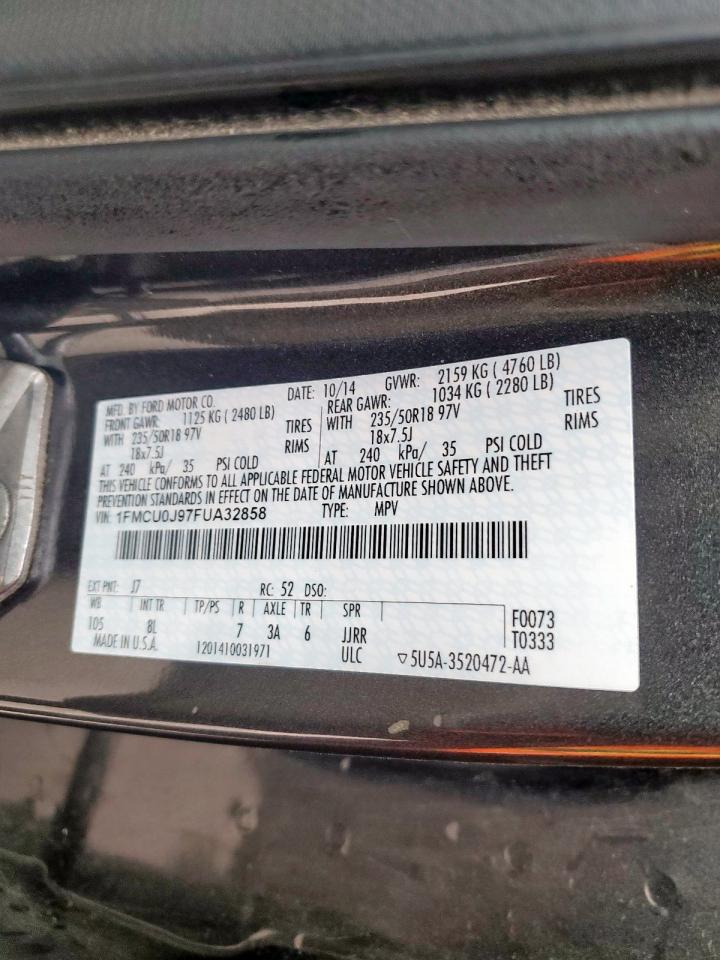 MFD. BY FORD MOTOR CO. DATE: 10/14 GVWR: 2159 KG ( 4760 LB)
FRONT GAWR: 1125 KG ( 2480 LB) REAR GAWR: 1034 KG ( 2280 LB)
WITH 235/50R18 97V TIRES WITH 235/50R18 97V TIRES
18x7.5J RIMS 18x7.5J RIMS
AT 240 kPa/ 35 PSI COLD AT 240 kPa/ 35 PSI COLD
THIS VEHICLE CONFORMS TO ALL APPLICABLE FEDERAL MOTOR VEHICLE SAFETY AND THEFT
PREVENTION STANDARDS IN EFFECT ON THE DATE OF MANUFACTURE SHOWN ABOVE.
VIN: 1FMCU0J97FUA32858 TYPE: MPV
EXT PNT: J7 RC: 52 DSO:
WB INT TR TP/PS R AXLE TR SPR F0073
105 8L 7 3A 6 JJRR T0333
MADE IN U.S.A. 1201410031971 ULC ▽5U5A-3520472-AA